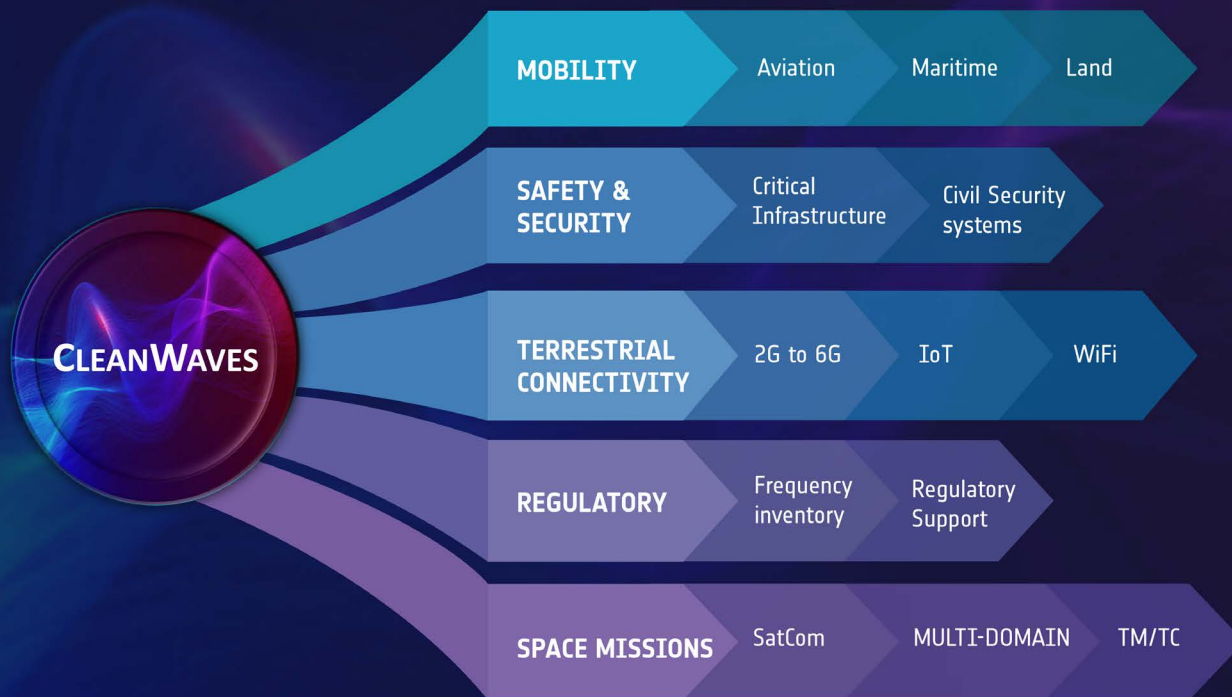 CLEANWAVES
MOBILITY
Aviation
Maritime
Land
SAFETY &
SECURITY
Critical
Infrastructure
Civil Security
systems
TERRESTRIAL
CONNECTIVITY
2G to 6G
IoT
WiFi
REGULATORY
Frequency
inventory
Regulatory
Support
SPACE MISSIONS
SatCom
MULTI-DOMAIN
TM/TC